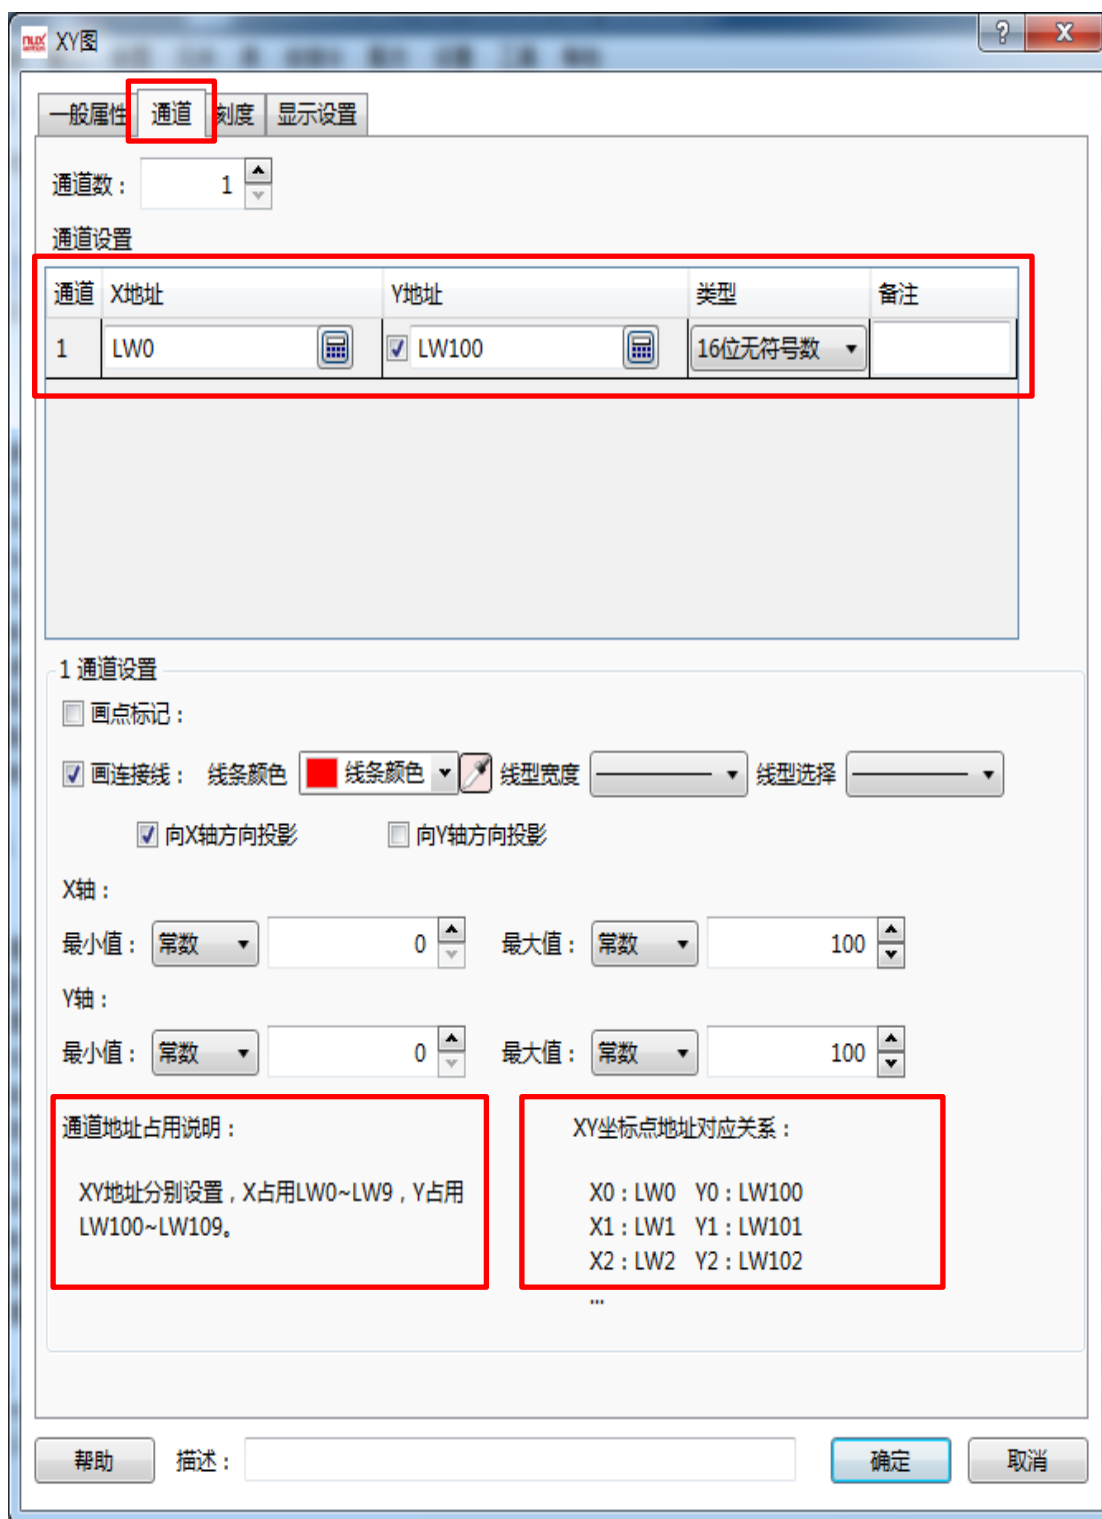 XY图
一般属性 通道 刻度 显示设置
通道数： 1
通道设置
通道 X地址 Y地址 类型 备注
1 LW0 LW100 16位无符号数
1 通道设置
画点标记：
画连接线： 线条颜色 线条颜色 线型宽度 线型选择
向X轴方向投影 向Y轴方向投影
X轴：
最小值： 常数 0 最大值： 常数 100
Y轴：
最小值： 常数 0 最大值： 常数 100
通道地址占用说明：
XY地址分别设置，X占用LW0~LW9，Y占用
LW100~LW109。
XY坐标点地址对应关系：
X0：LW0 Y0：LW100
X1：LW1 Y1：LW101
X2：LW2 Y2：LW102
...
帮助 描述： 确定 取消